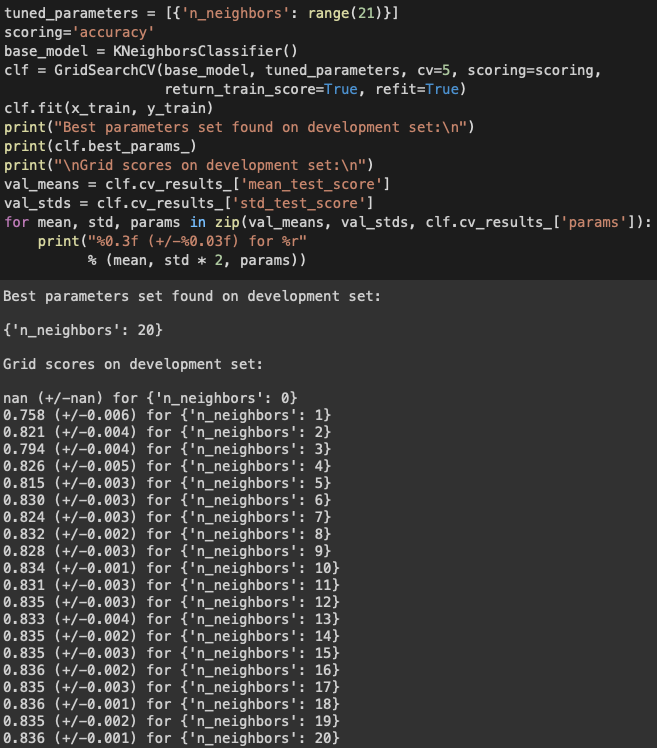 tuned_parameters = [{'n_neighbors': range(21)}]
scoring='accuracy'
base_model = KNeighborsClassifier()
clf = GridSearchCV(base_model, tuned_parameters, cv=5, scoring=scoring,
                   return_train_score=True, refit=True)
clf.fit(x_train, y_train)
print("Best parameters set found on development set:\n")
print(clf.best_params_)
print("\nGrid scores on development set:\n")
val_means = clf.cv_results_['mean_test_score']
val_stds = clf.cv_results_['std_test_score']
for mean, std, params in zip(val_means, val_stds, clf.cv_results_['params']):
    print("%0.3f (+/-%0.03f) for %r"
          % (mean, std * 2, params))
Best parameters set found on development set:
{'n_neighbors': 20}
Grid scores on development set:
nan (+/-nan) for {'n_neighbors': 0}
0.758 (+/-0.006) for {'n_neighbors': 1}
0.821 (+/-0.004) for {'n_neighbors': 2}
0.794 (+/-0.004) for {'n_neighbors': 3}
0.826 (+/-0.005) for {'n_neighbors': 4}
0.815 (+/-0.003) for {'n_neighbors': 5}
0.830 (+/-0.003) for {'n_neighbors': 6}
0.824 (+/-0.003) for {'n_neighbors': 7}
0.832 (+/-0.002) for {'n_neighbors': 8}
0.828 (+/-0.003) for {'n_neighbors': 9}
0.834 (+/-0.001) for {'n_neighbors': 10}
0.831 (+/-0.003) for {'n_neighbors': 11}
0.835 (+/-0.003) for {'n_neighbors': 12}
0.833 (+/-0.004) for {'n_neighbors': 13}
0.835 (+/-0.002) for {'n_neighbors': 14}
0.835 (+/-0.003) for {'n_neighbors': 15}
0.836 (+/-0.002) for {'n_neighbors': 16}
0.835 (+/-0.003) for {'n_neighbors': 17}
0.836 (+/-0.001) for {'n_neighbors': 18}
0.835 (+/-0.002) for {'n_neighbors': 19}
0.836 (+/-0.001) for {'n_neighbors': 20}